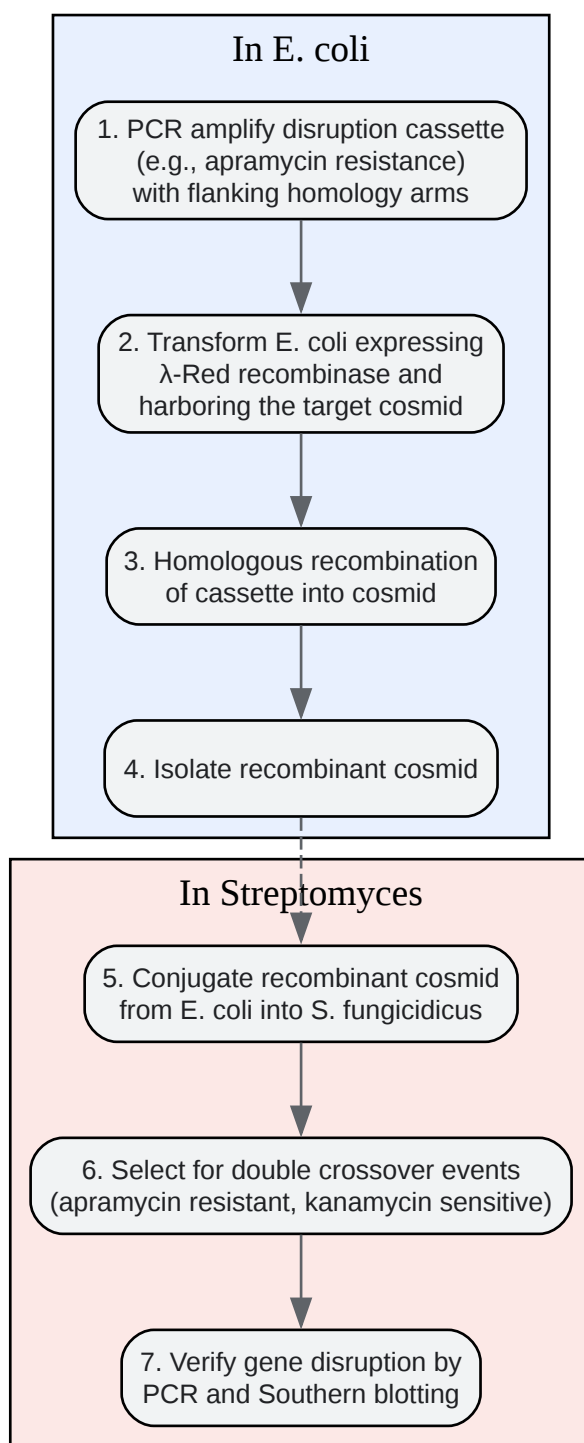 In E. coli
1. PCR amplify disruption cassette
(e.g., apramycin resistance)
with flanking homology arms
2. Transform E. coli expressing
λ-Red recombinase and
harboring the target cosmid
3. Homologous recombination
of cassette into cosmid
4. Isolate recombinant cosmid
In Streptomyces
5. Conjugate recombinant cosmid
from E. coli into S. fungicidicus
6. Select for double crossover events
(apramycin resistant, kanamycin sensitive)
7. Verify gene disruption by
PCR and Southern blotting